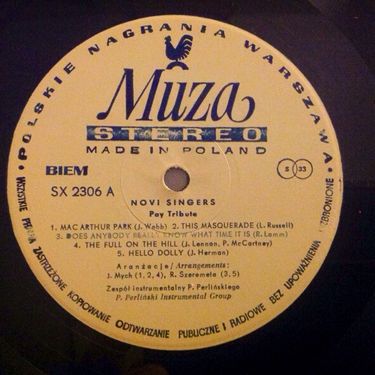 • POLSKIE NAGRANIA WARSZAWA •
Muza
STEREO
MADE IN POLAND
BIEM
S 33
SX 2306 A
NOVI SINGERS
Pay Tribute
1. MAC ARTHUR PARK (J. Webb) 2. THIS MASQUERADE (L. Russell)
3. DOES ANYBODY REALLY KNOW WHAT TIME IT IS (R. Lamm)
4. THE FULL ON THE HILL (J. Lennon, P. McCartney)
5. HELLO DOLLY (J. Herman)
Aranżacje/Arrangements:
J. Mych (1, 2, 4), R. Szeremeta (3, 5)
Zespół instrumentalny P. Perlińskiego
P. Perliński Instrumental Group
WSZYSTKIE PRAWA ZASTRZEŻONE KOPIOWANIE ODTWARZANIE PUBLICZNE I RADIOWE BEZ UPOWAŻNIENIA ZABRONIONE